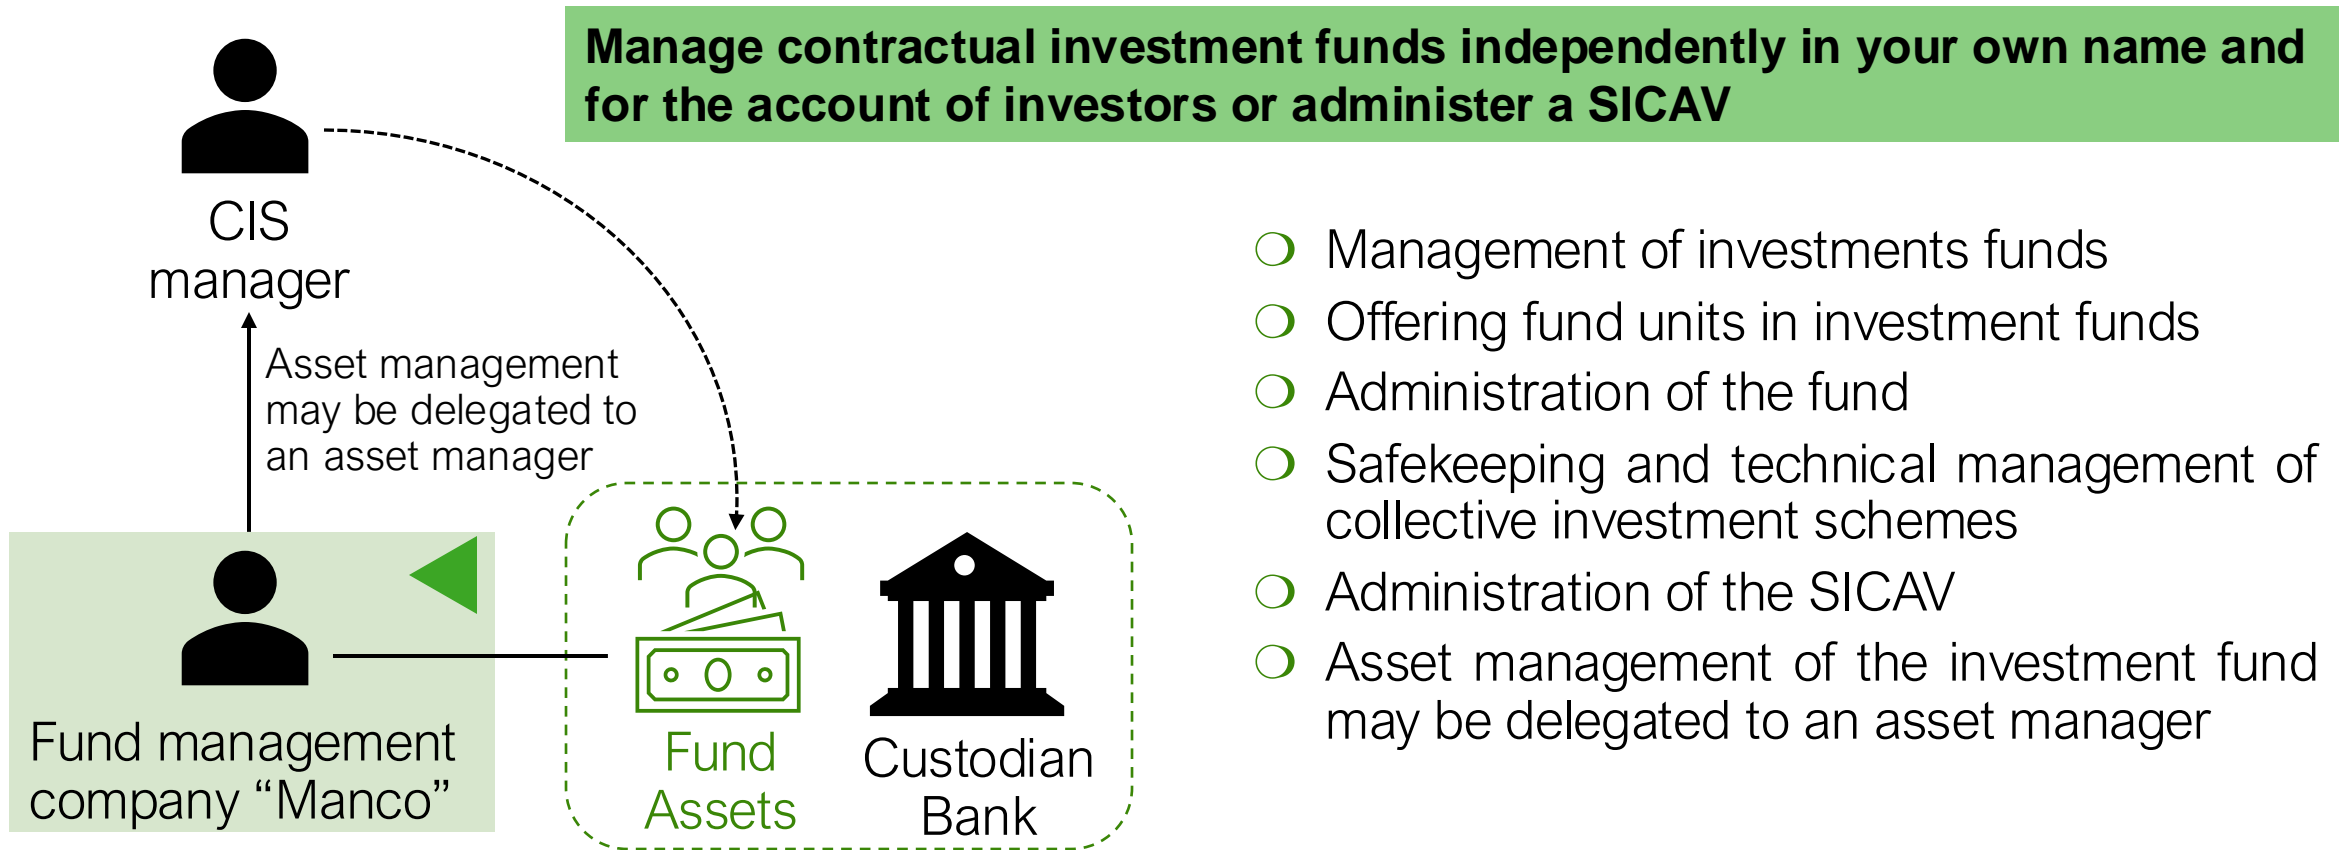 Manage contractual investment funds independently in your own name and
for the account of investors or administer a SICAV
CIS
manager
Asset management
may be delegated to
an asset manager
Fund management
company “Manco”
Fund
Assets
Custodian
Bank
Management of investments funds
Offering fund units in investment funds
Administration of the fund
Safekeeping and technical management of
collective investment schemes
Administration of the SICAV
Asset management of the investment fund
may be delegated to an asset manager